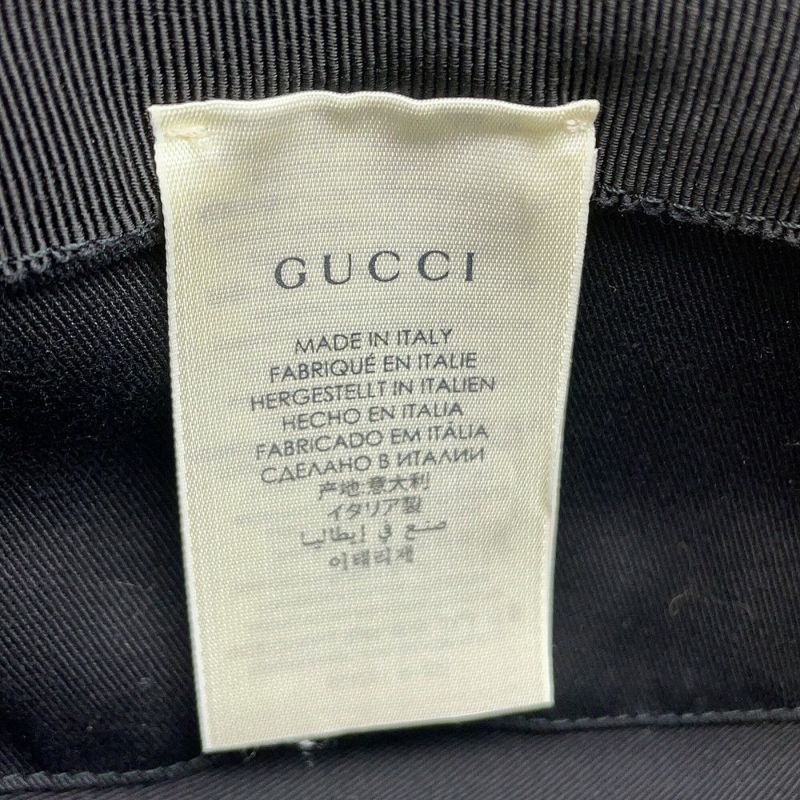 GUCCI
MADE IN ITALY
FABRIQUÉ EN ITALIE
HERGESTELLT IN ITALIEN
HECHO EN ITALIA
FABRICADO EM ITÁLIA
СДЕЛАНО В ИТАЛИИ
产地:意大利
イタリア製
صنع في إيطاليا
이태리제